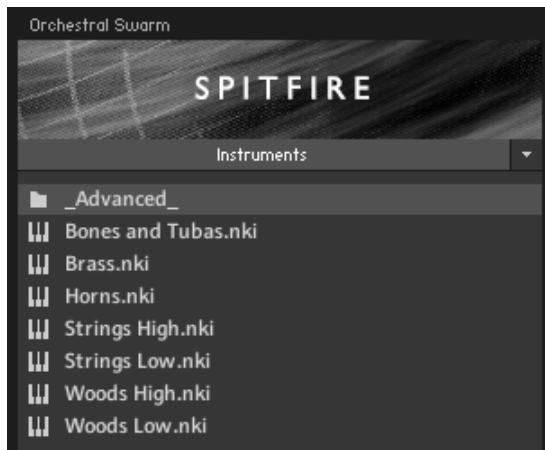 Orchestral Swarm
SPITFIRE
Instruments
_Advanced_
Bones and Tubas.nki
Brass.nki
Horns.nki
Strings High.nki
Strings Low.nki
Woods High.nki
Woods Low.nki